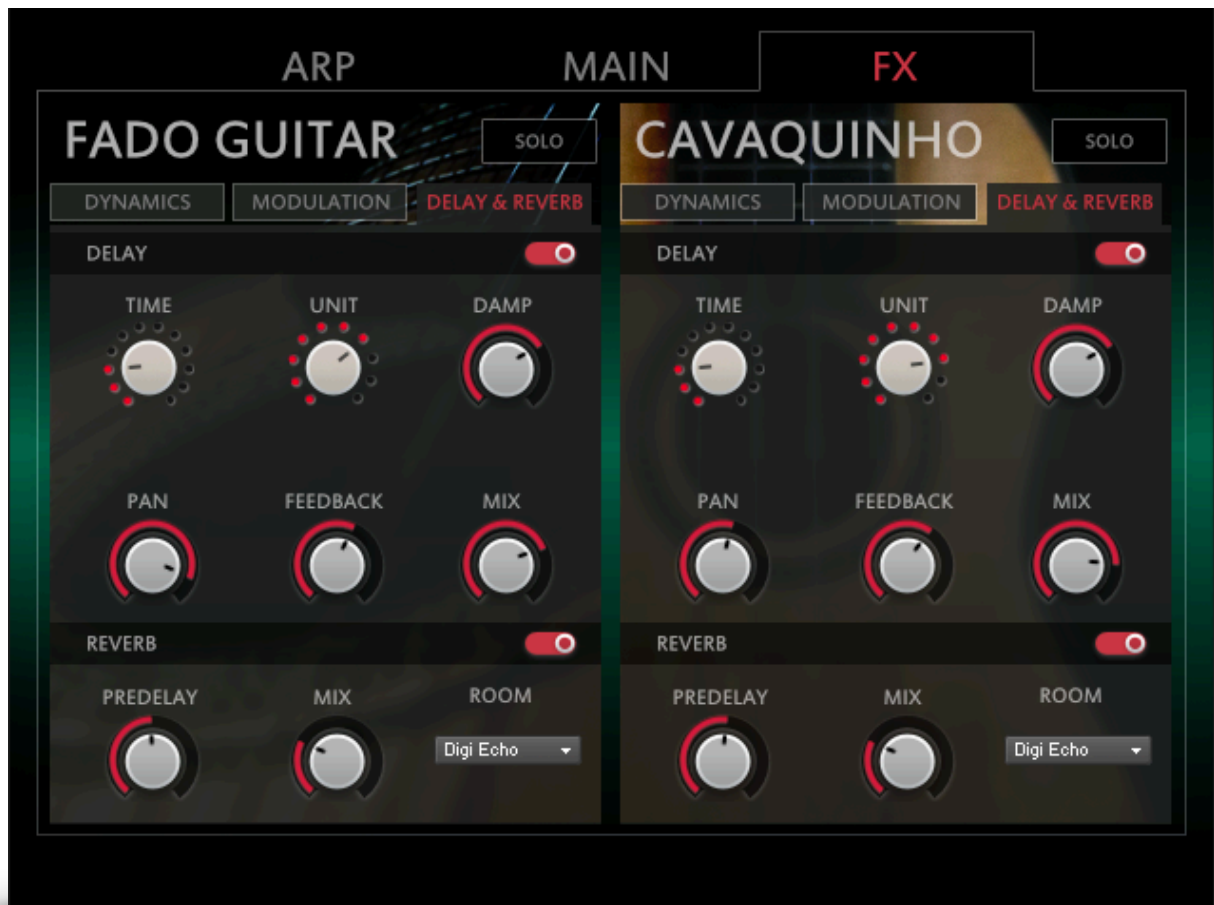 ARP MAIN FX
FADO GUITAR SOLO
DYNAMICS MODULATION DELAY & REVERB
DELAY
TIME UNIT DAMP
PAN FEEDBACK MIX
REVERB
PREDELAY MIX ROOM
Digi Echo
CAVAQUINHO SOLO
DYNAMICS MODULATION DELAY & REVERB
DELAY
TIME UNIT DAMP
PAN FEEDBACK MIX
REVERB
PREDELAY MIX ROOM
Digi Echo